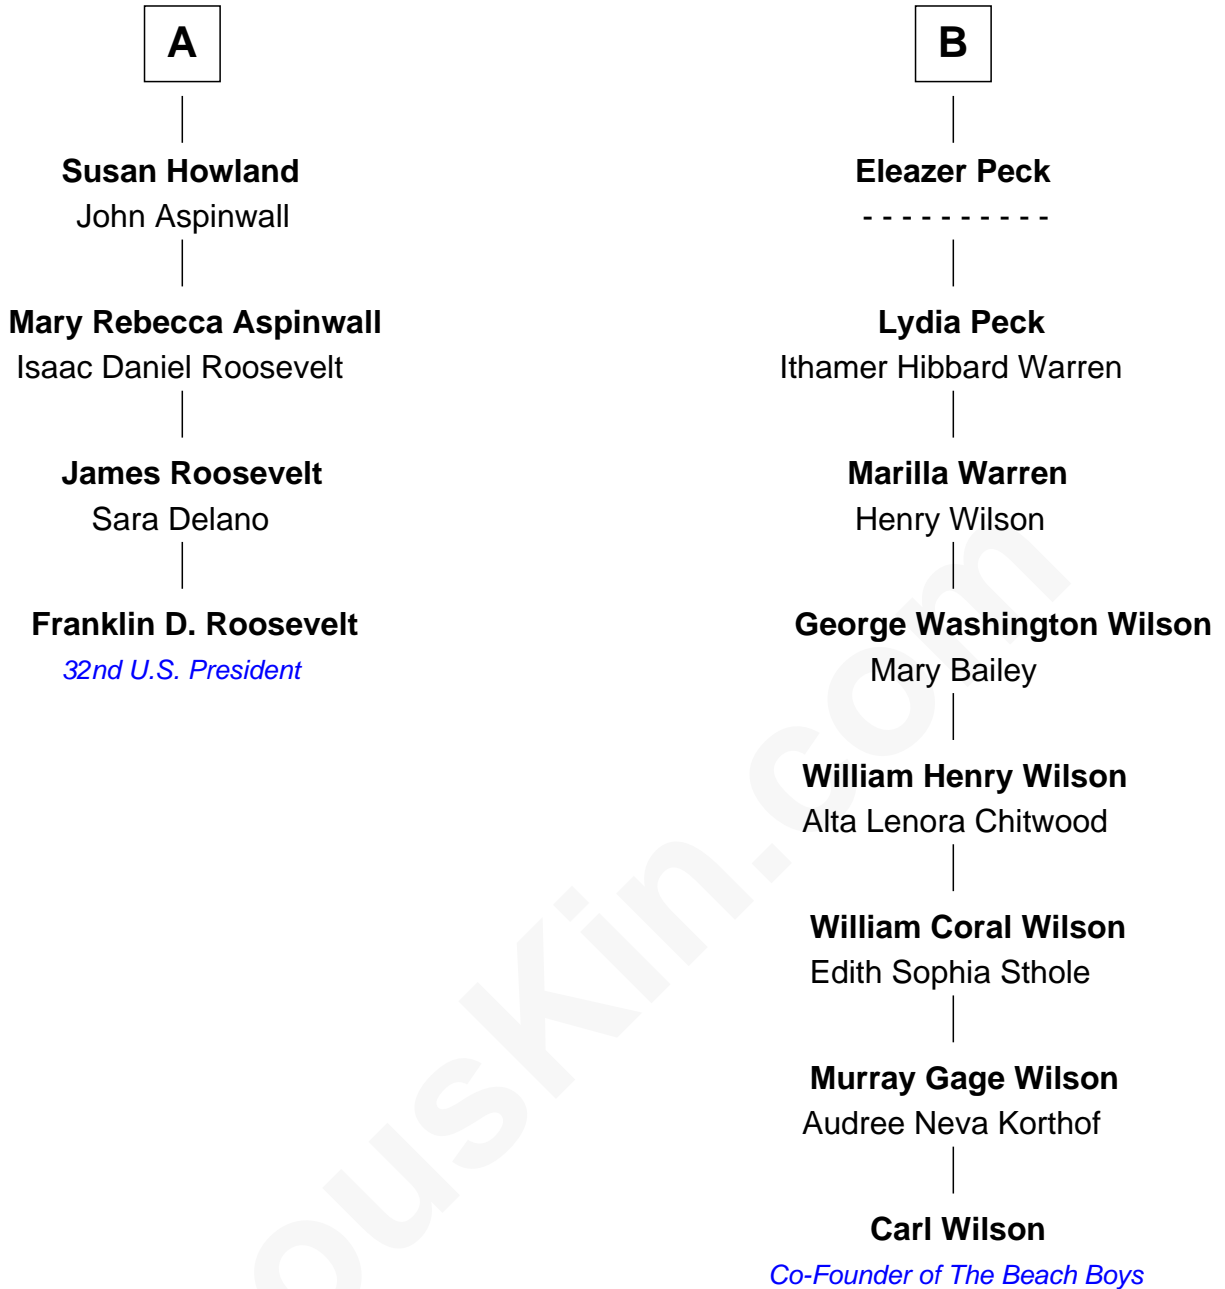 A
Susan Howland
John Aspinwall
Mary Rebecca Aspinwall
Isaac Daniel Roosevelt
James Roosevelt
Sara Delano
Franklin D. Roosevelt
32nd U.S. President
B
Eleazer Peck
- - - - - - - - - -
Lydia Peck
Ithamer Hibbard Warren
Marilla Warren
Henry Wilson
George Washington Wilson
Mary Bailey
William Henry Wilson
Alta Lenora Chitwood
William Coral Wilson
Edith Sophia Sthole
Murray Gage Wilson
Audree Neva Korthof
Carl Wilson
Co-Founder of The Beach Boys
ousKin.com